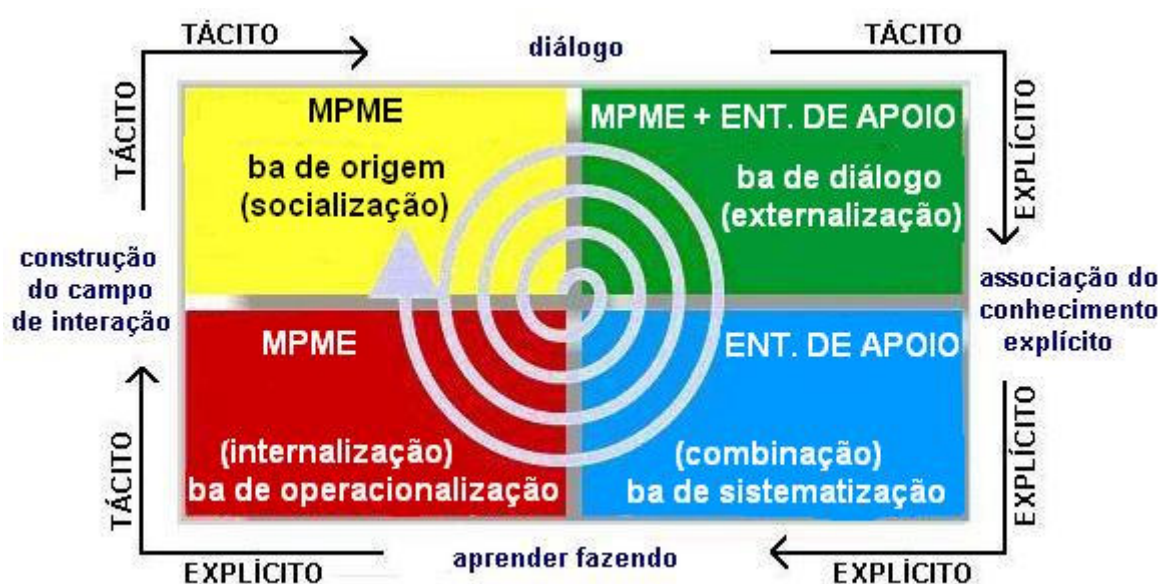 TÁCITO
diálogo
TÁCITO
TÁCITO
EXPLÍCITO
MPME
ba de origem
(socialização)
MPME + ENT. DE APOIO
ba de diálogo
(externalização)
construção
do campo
de interação
associação do
conhecimento
explícito
MPME
(internalização)
ba de operacionalização
ENT. DE APOIO
(combinação)
ba de sistematização
TÁCITO
EXPLÍCITO
EXPLÍCITO
aprender fazendo
EXPLÍCITO